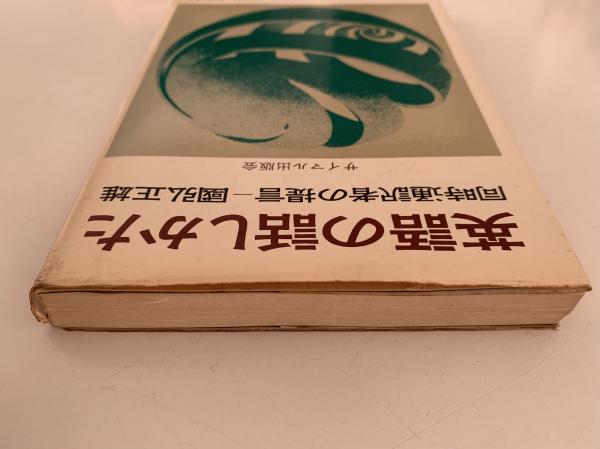 英語の話しかた
同時通訳者の提言—國弘正雄
サイマル出版会